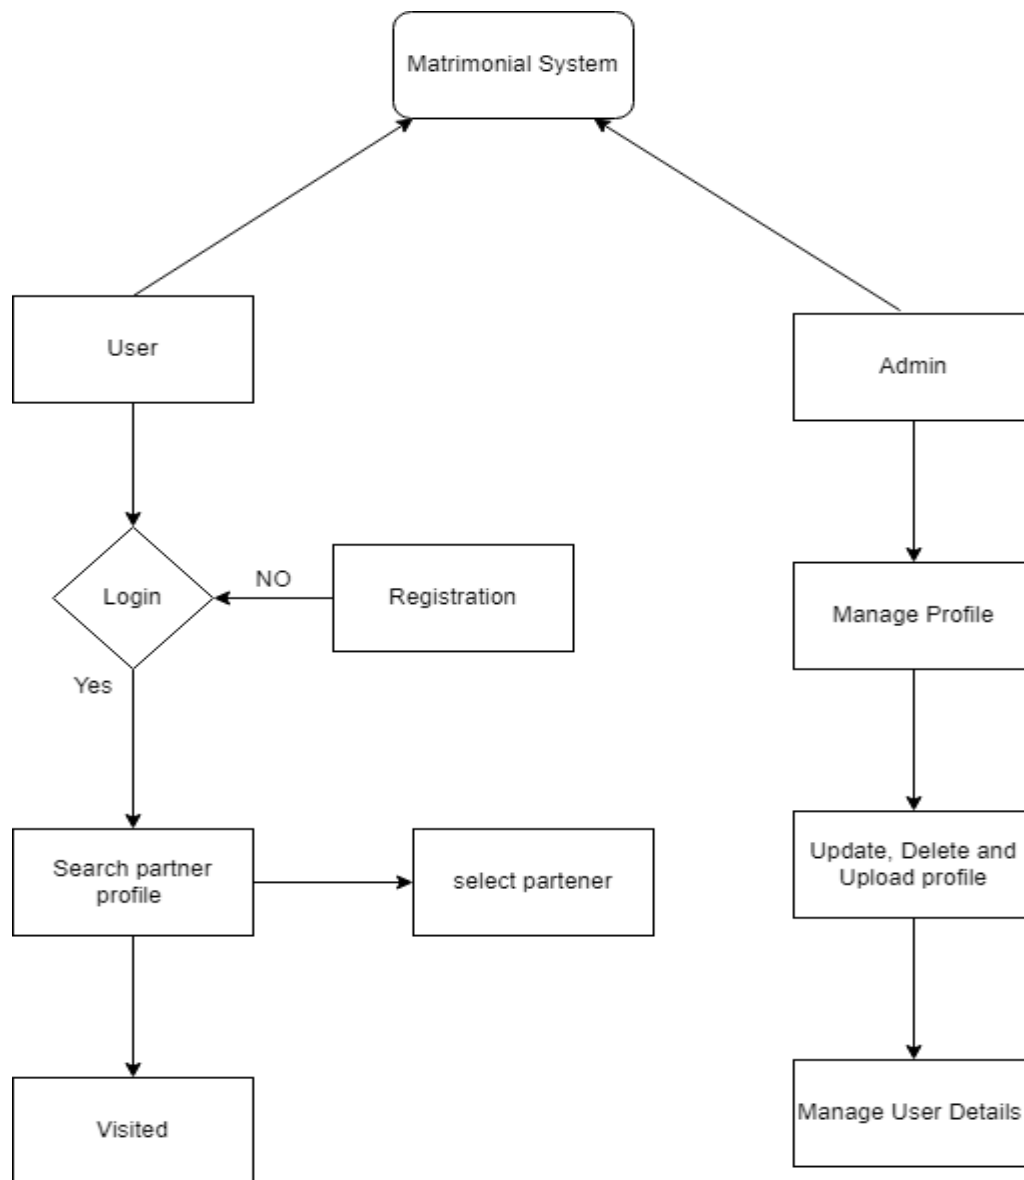 Matrimonial System
User
Admin
Login
NO
Registration
Manage Profile
Yes
Search partner
profile
select partener
Update, Delete and
Upload profile
Visited
Manage User Details